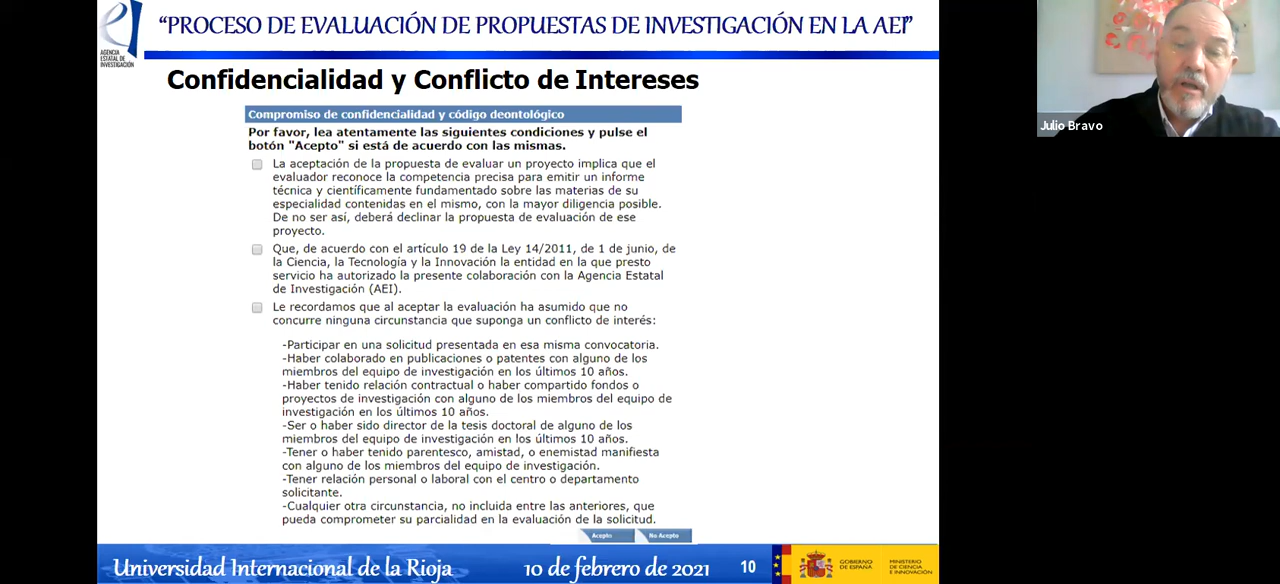 “PROCESO DE EVALUACIÓN DE PROPUESTAS DE INVESTIGACIÓN EN LA AEI”
AGENCIA
ESTATAL DE
INVESTIGACIÓN
Confidencialidad y Conflicto de Intereses
Compromiso de confidencialidad y código deontológico
Por favor, lea atentamente las siguientes condiciones y pulse el
botón "Acepto" si está de acuerdo con las mismas.
La aceptación de la propuesta de evaluar un proyecto implica que el
evaluador reconoce la competencia precisa para emitir un informe
técnica y científicamente fundamentado sobre las materias de su
especialidad contenidas en el mismo, con la mayor diligencia posible.
De no ser así, deberá declinar la propuesta de evaluación de ese
proyecto.
Que, de acuerdo con el artículo 19 de la Ley 14/2011, de 1 de junio, de
la Ciencia, la Tecnología y la Innovación la entidad en la que presto
servicio ha autorizado la presente colaboración con la Agencia Estatal
de Investigación (AEI).
Le recordamos que al aceptar la evaluación ha asumido que no
concurre ninguna circunstancia que suponga un conflicto de interés:
-Participar en una solicitud presentada en esa misma convocatoria.
-Haber colaborado en publicaciones o patentes con alguno de los
miembros del equipo de investigación en los últimos 10 años.
-Haber tenido relación contractual o haber compartido fondos o
proyectos de investigación con alguno de los miembros del equipo de
investigación en los últimos 10 años.
-Ser o haber sido director de la tesis doctoral de alguno de los
miembros del equipo de investigación en los últimos 10 años.
-Tener o haber tenido parentesco, amistad, o enemistad manifiesta
con alguno de los miembros del equipo de investigación.
-Tener relación personal o laboral con el centro o departamento
solicitante.
-Cualquier otra circunstancia, no incluida entre las anteriores, que
pueda comprometer su parcialidad en la evaluación de la solicitud.
Acepto No Acepto
Universidad Internacional de la Rioja 10 de febrero de 2021 10
GOBIERNO
DE ESPAÑA
MINISTERIO
DE CIENCIA
E INNOVACIÓN
Julio Bravo